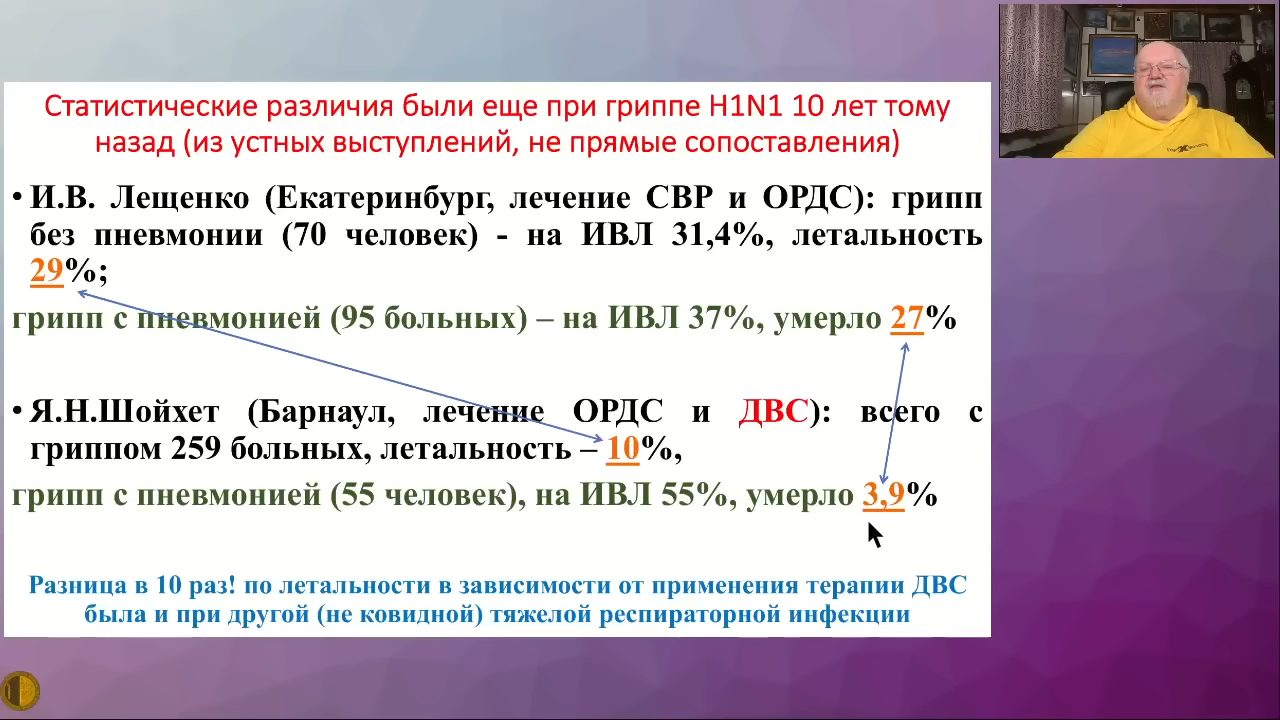 Статистические различия были еще при гриппе H1N1 10 лет тому
назад (из устных выступлений, не прямые сопоставления)
• И.В. Лещенко (Екатеринбург, лечение СВР и ОРДС): грипп
без пневмонии (70 человек) - на ИВЛ 31,4%, летальность
29%;
грипп с пневмонией (95 больных) – на ИВЛ 37%, умерло 27%
• Я.Н.Шойхет (Барнаул, лечение ОРДС и ДВС): всего с
гриппом 259 больных, летальность – 10%,
грипп с пневмонией (55 человек), на ИВЛ 55%, умерло 3,9%
Разница в 10 раз! по летальности в зависимости от применения терапии ДВС
была и при другой (не ковидной) тяжелой респираторной инфекции